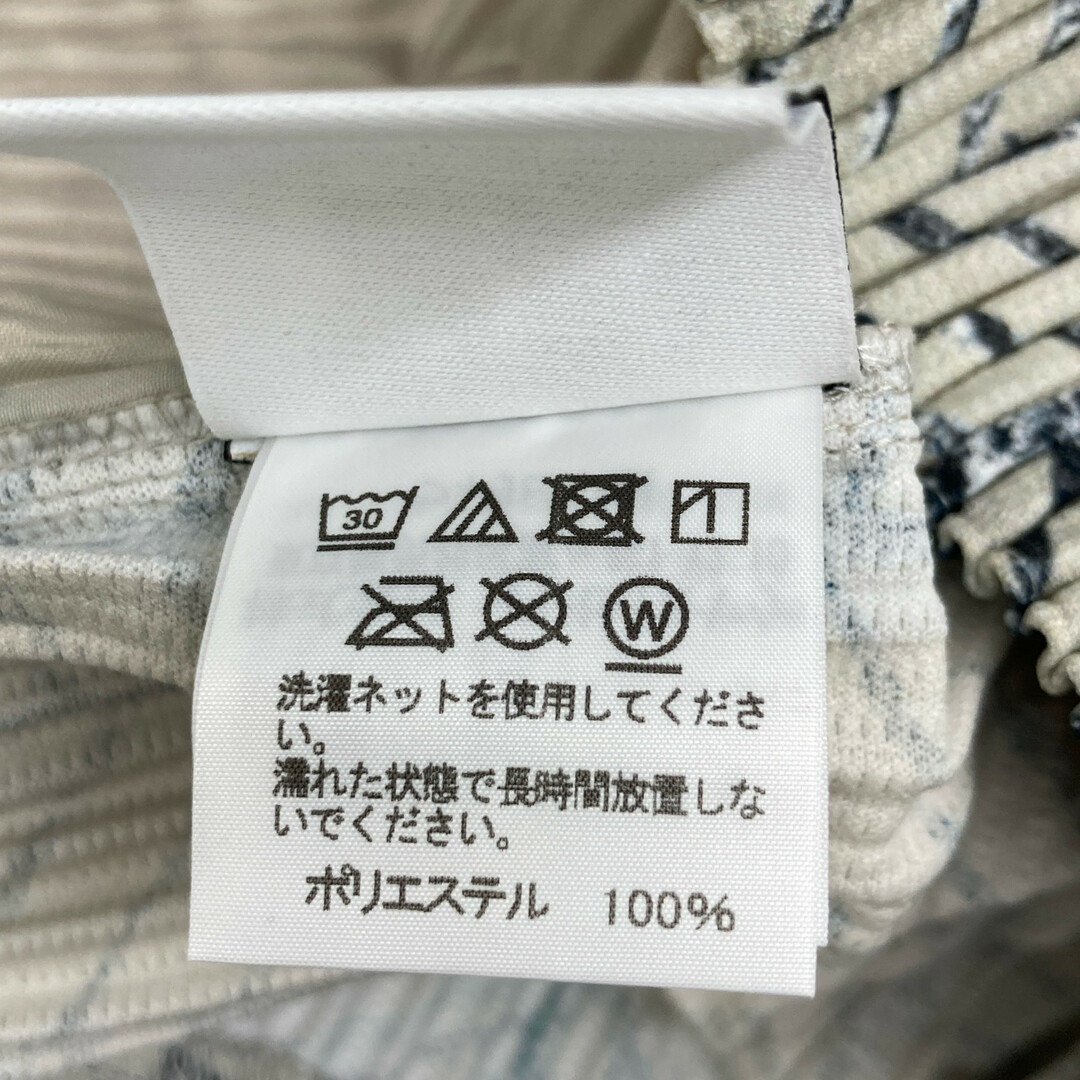 30
W
洗濯ネットを使用してくださ
い。
濡れた状態で長時間放置しな
いでください。
ポリエステル 100%